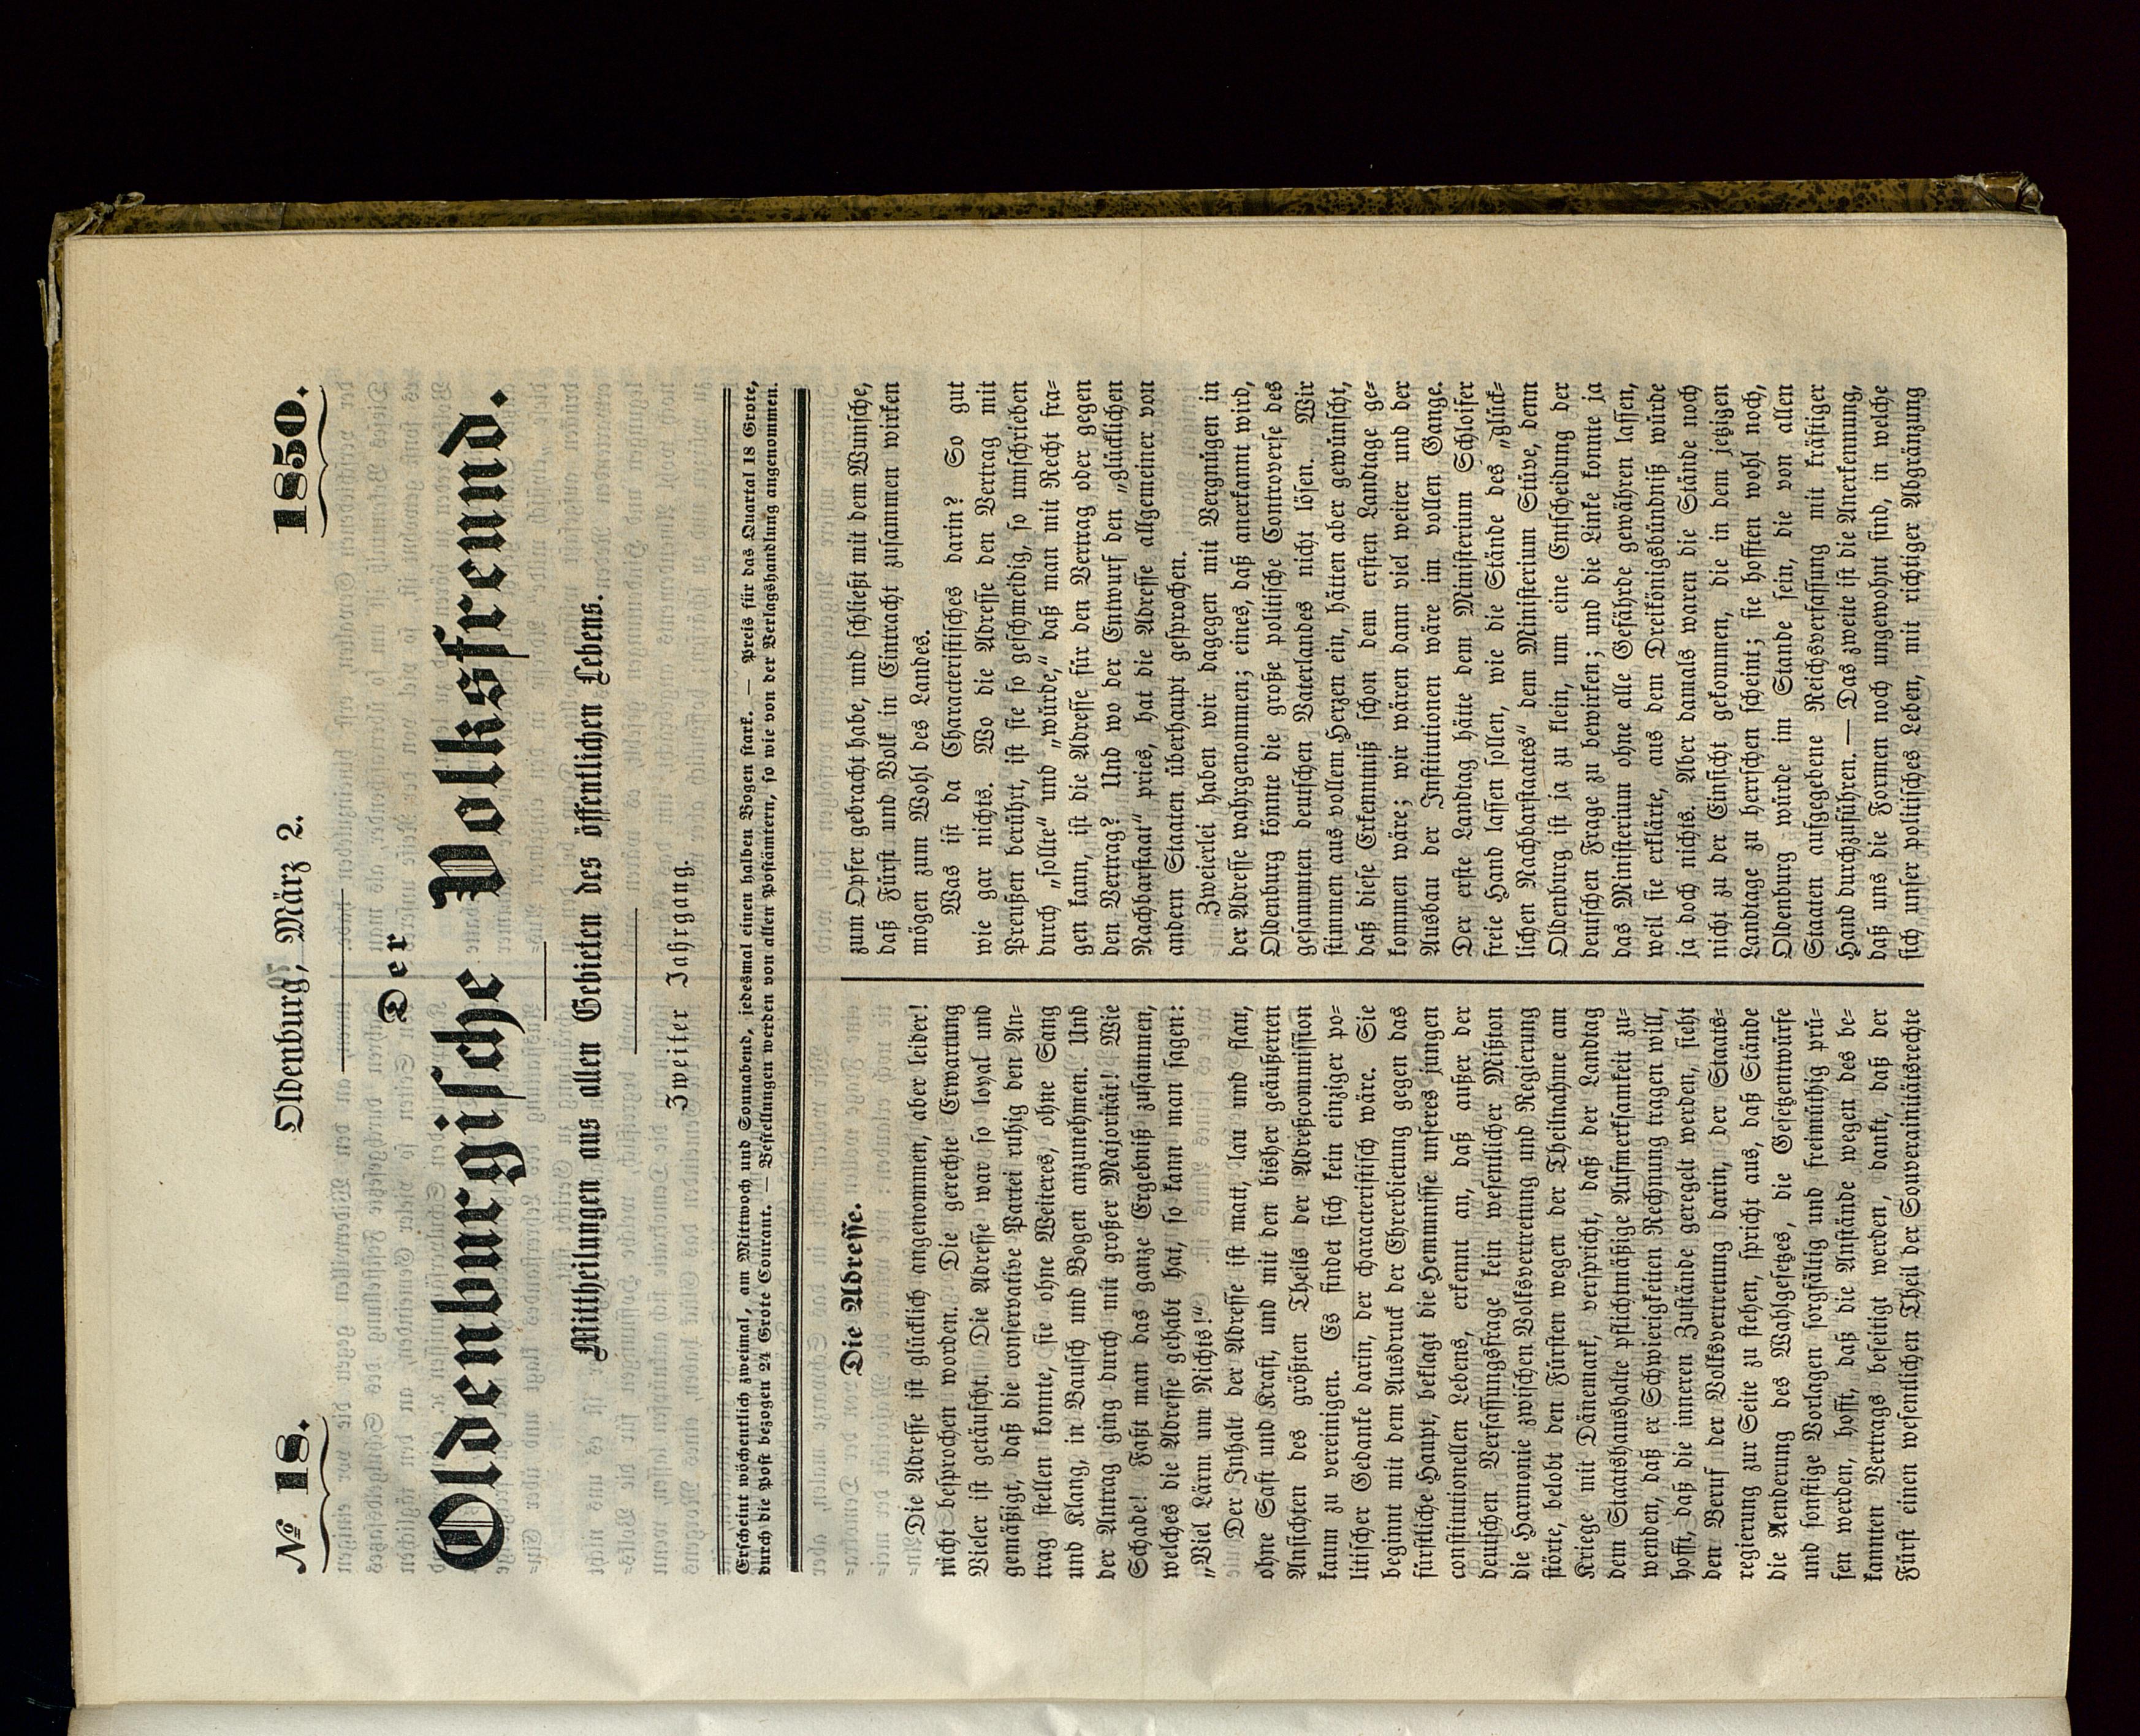 № 18.
Oldenburg, März 2.
1850.
Der
Oldenburgische Volksfreund.
Mittheilungen aus allen Gebieten des öffentlichen Lebens.
Zweiter Jahrgang.
Erscheint wöchentlich zweimal, am Mittwoch und Sonnabend, jedesmal einen halben Bogen stark. — Preis für das Quartal 18 Grote,
durch die Post bezogen 24 Grote Courant. — Bestellungen werden von allen Postämtern, so wie von der Verlagshandlung angenommen.
Die Adresse.
Die Adresse ist glücklich angenommen, aber leider!
nicht besprochen worden. Die gerechte Erwartung
Vieler ist getäuscht. Die Adresse war so loyal und
gemäßigt, daß die conservative Partei ruhig den An-
trag stellen konnte, sie ohne Weiteres, ohne Sang
und Klang, in Bausch und Bogen anzunehmen. Und
der Antrag ging durch mit großer Majorität! Wie
Schade! Faßt man das ganze Ergebniß zusammen,
welches die Adresse gehabt hat, so kann man sagen:
„Viel Lärm um Nichts!“
Der Inhalt der Adresse ist matt, lau und flau,
ohne Saft und Kraft, und mit den bisher geäußerten
Ansichten des größten Theils der Adreßcommission
kaum zu vereinigen. Es findet sich kein einziger po-
litischer Gedanke darin, der characteristisch wäre. Sie
beginnt mit dem Ausdruck der Ehrerbietung gegen das
fürstliche Haupt, beklagt die Hemmnisse unseres jungen
constitutionellen Lebens, erkennt an, daß außer der
deutschen Verfassungsfrage kein wesentlicher Mißton
die Harmonie zwischen Volksvertretung und Regierung
störte, belobt den Fürsten wegen der Theilnahme am
Kriege mit Dänemark, verspricht, daß der Landtag
dem Staatshaushalte pflichtmäßige Aufmerksamkeit zu-
wenden, daß er Schwierigkeiten Rechnung tragen will,
hofft, daß die inneren Zustände geregelt werden, sieht
den Beruf der Volksvertretung darin, der Staats-
regierung zur Seite zu stehen, spricht aus, daß Stände
die Aenderung des Wahlgesetzes, die Gesetzentwürfe
und sonstige Vorlagen sorgfältig und freimüthig prü-
fen werden, hofft, daß die Anstände wegen des be-
kannten Vertrags beseitigt werden, dankt, daß der
Fürst einen wesentlichen Theil der Souverainitätsrechte
zum Opfer gebracht habe, und schließt mit dem Wunsche,
daß Fürst und Volk in Eintracht zusammen wirken
mögen zum Wohl des Landes.
Was ist da Characteristisches darin? So gut
wie gar nichts. Wo die Adresse den Vertrag mit
Preußen berührt, ist sie so geschmeidig, so umschrieben
durch „sollte“ und „würde,“ daß man mit Recht fra-
gen kann, ist die Adresse für den Vertrag oder gegen
den Vertrag? Und wo der Entwurf den „glücklichen
Nachbarstaat“ pries, hat die Adresse allgemeiner von
andern Staaten überhaupt gesprochen.
Zweierlei haben wir dagegen mit Vergnügen in
der Adresse wahrgenommen; eines, daß anerkannt wird,
Oldenburg könnte die große politische Controverse des
gesammten deutschen Vaterlandes nicht lösen. Wir
stimmen aus vollem Herzen ein, hätten aber gewünscht,
daß diese Erkenntniß schon dem ersten Landtage ge-
kommen wäre; wir wären dann viel weiter und der
Ausbau der Institutionen wäre im vollen Gange.
Der erste Landtag hätte dem Ministerium Schloifer
freie Hand lassen sollen, wie die Stände des „glück-
lichen Nachbarstaates“ dem Ministerium Stüve, denn
Oldenburg ist ja zu klein, um eine Entscheidung der
deutschen Frage zu bewirken; und die Linke konnte ja
das Ministerium ohne alle Gefährde gewähren lassen,
weil sie erklärte, aus dem Dreikönigsbündniß würde
ja doch nichts. Aber damals waren die Stände noch
nicht zu der Einsicht gekommen, die in dem jetzigen
Landtage zu herrschen scheint; sie hofften wohl noch,
Oldenburg würde im Stande sein, die von allen
Staaten aufgegebene Reichsverfassung mit kräftiger
Hand durchzuführen. — Das zweite ist die Anerkennung,
daß uns die Formen noch ungewohnt sind, in welche
sich unser politisches Leben, mit richtiger Abgränzung